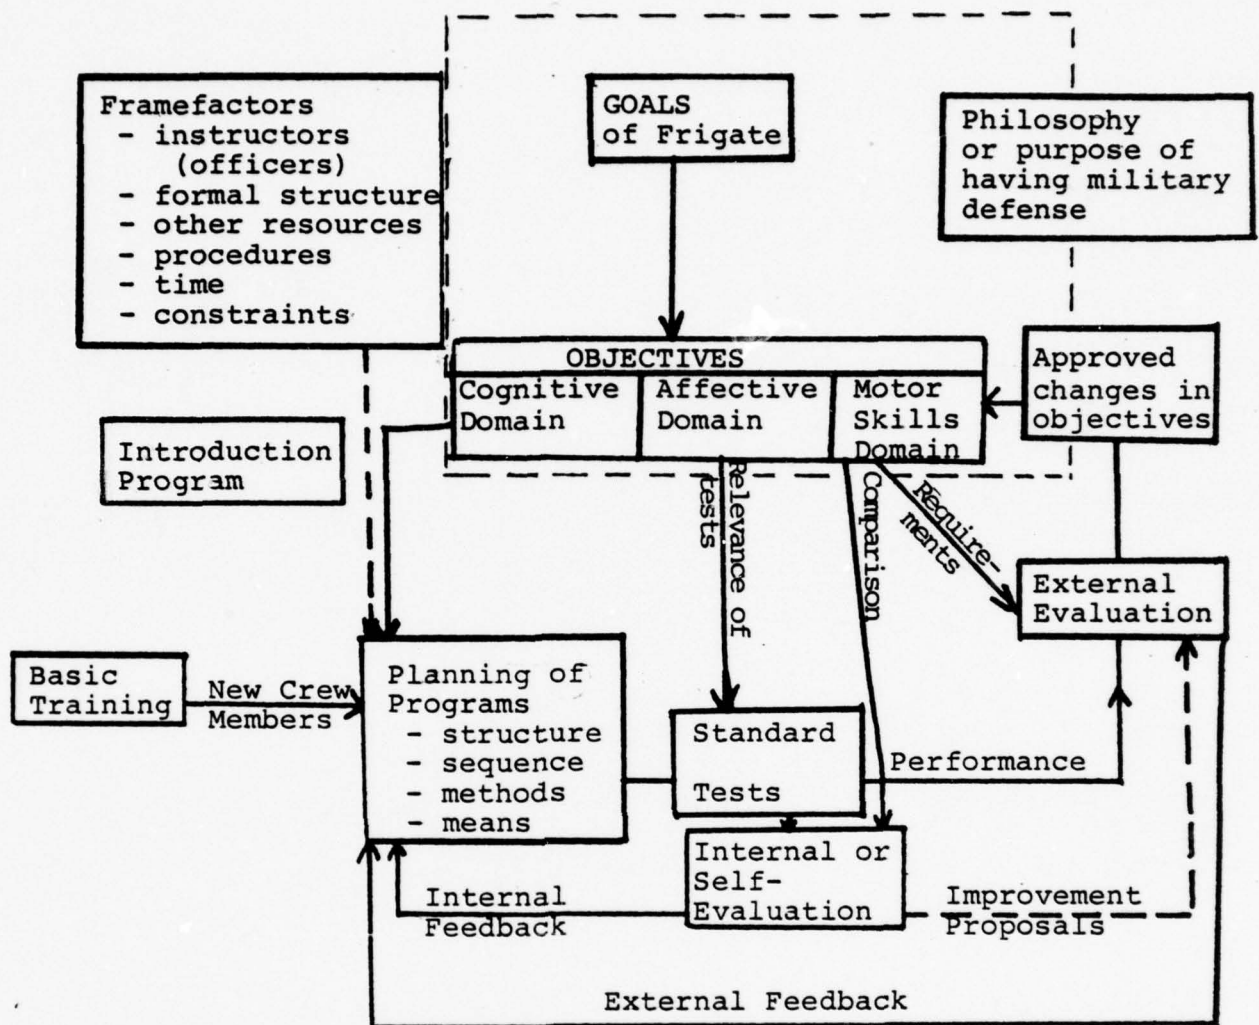 Framefactors
- instructors
(officers)
- formal structure
- other resources
- procedures
- time
- constraints
GOALS
of Frigate
Philosophy
or purpose of
having military
defense
OBJECTIVES
Cognitive
Domain
Affective
Domain
Motor
Skills
Domain
Approved
changes in
objectives
Introduction
Program
Relevance of
tests
Comparison
Require-
ments
External
Evaluation
Basic
Training
New Crew
Members
Planning of
Programs
- structure
- sequence
- methods
- means
Standard
Tests
Performance
Internal or
Self-
Evaluation
Internal
Feedback
Improvement
Proposals
External Feedback